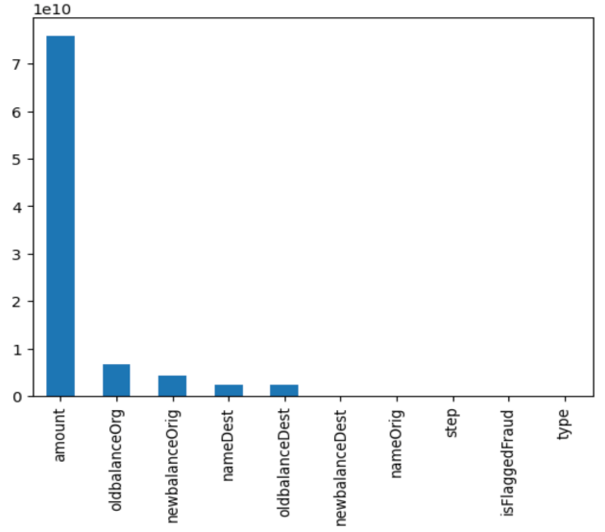 1e10
7
6
5
4
3
2
1
0
amount
oldbalanceOrg
newbalanceOrig
nameDest
oldbalanceDest
newbalanceDest
nameOrig
step
isFlaggedFraud
type